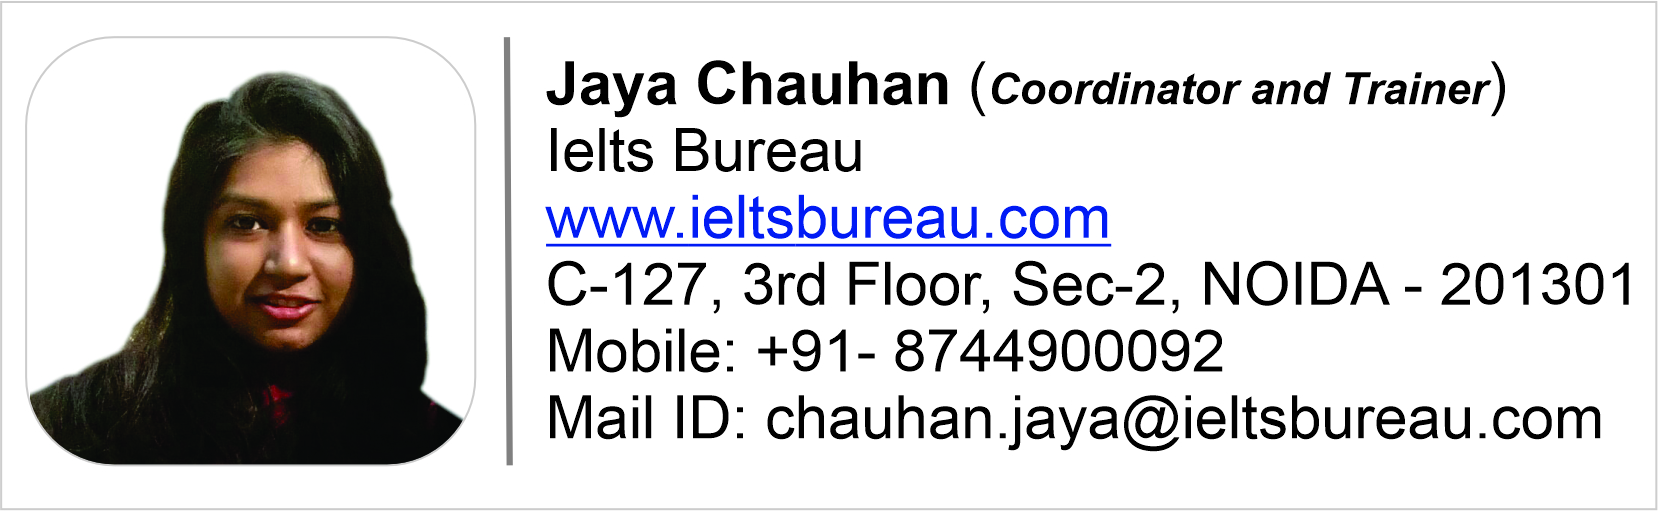 Jaya Chauhan (Coordinator and Trainer)
Ielts Bureau
www.ieltsbureau.com
C-127, 3rd Floor, Sec-2, NOIDA - 201301
Mobile: +91- 8744900092
Mail ID: chauhan.jaya@ieltsbureau.com